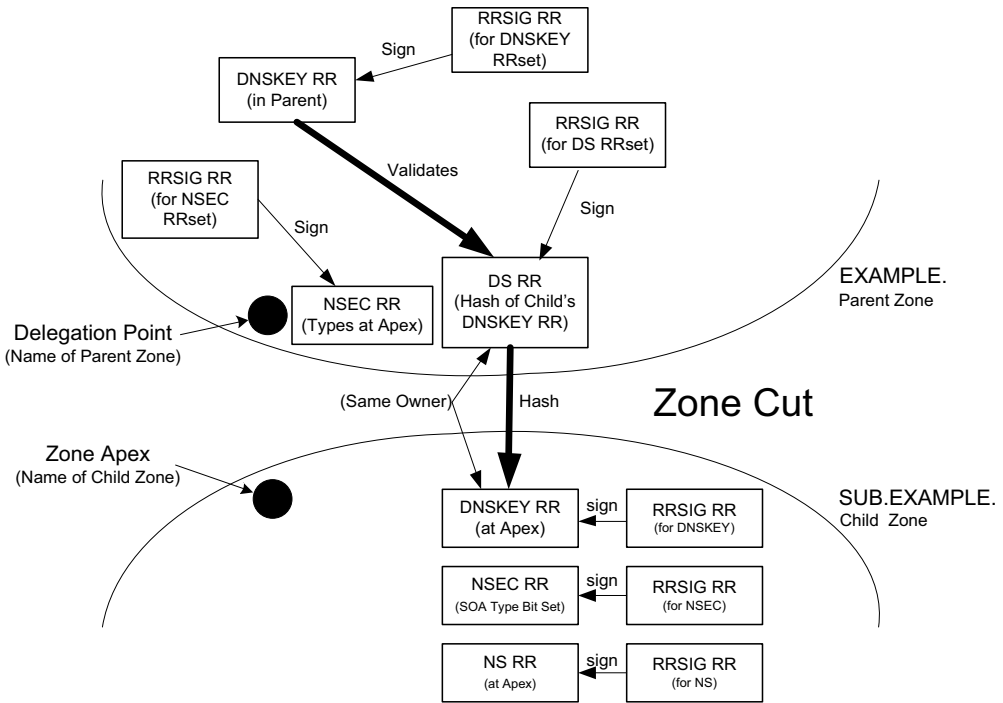 RRSIG RR
(for DNSKEY
RRset)
Sign
DNSKEY RR
(in Parent)
RRSIG RR
(for DS RRset)
Validates
RRSIG RR
(for NSEC
RRset)
Sign
Sign
DS RR
(Hash of Child's
DNSKEY RR)
NSEC RR
(Types at Apex)
EXAMPLE.
Parent Zone
Delegation Point
(Name of Parent Zone)
(Same Owner)
Hash
Zone Cut
Zone Apex
(Name of Child Zone)
DNSKEY RR
(at Apex)
sign
RRSIG RR
(for DNSKEY)
SUB.EXAMPLE.
Child Zone
NSEC RR
(SOA Type Bit Set)
sign
RRSIG RR
(for NSEC)
NS RR
(at Apex)
sign
RRSIG RR
(for NS)